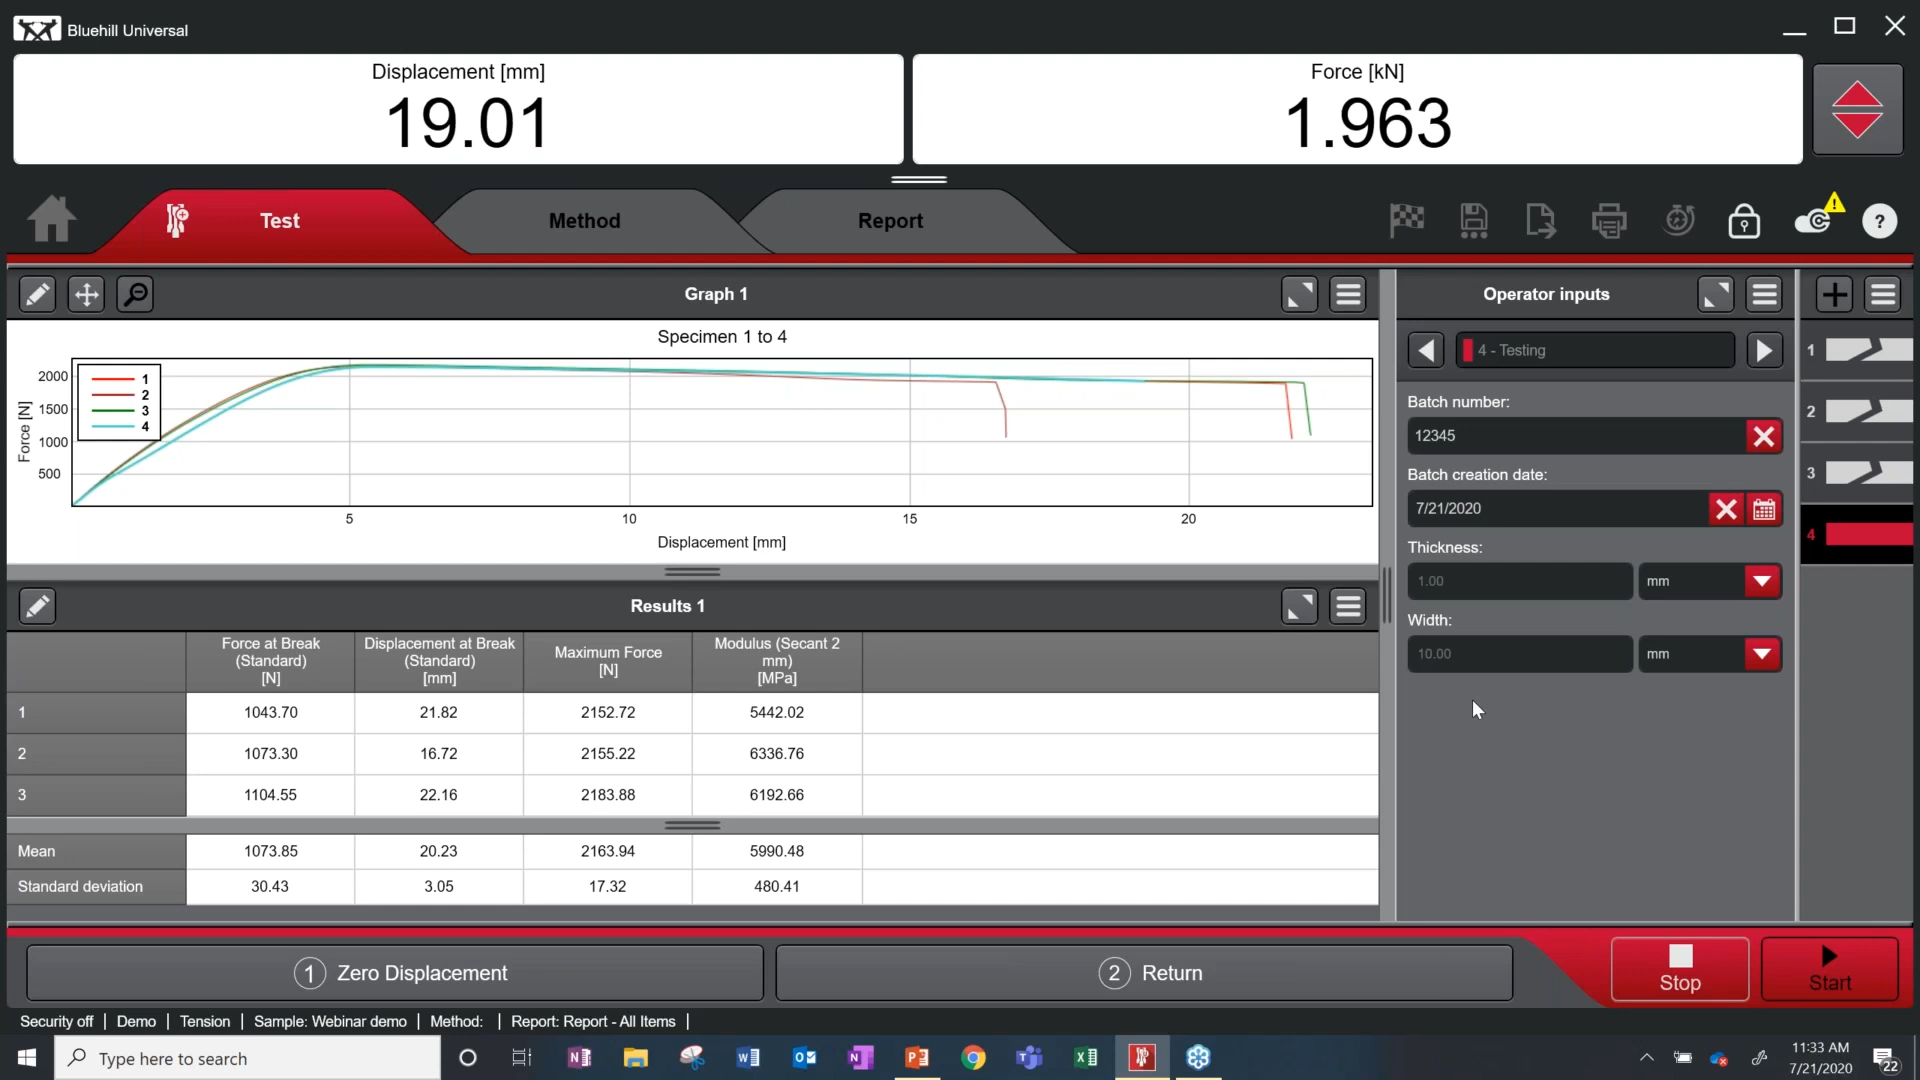 Bluehill Universal
Displacement [mm]
19.01
Force [kN]
1.963
Test
Method
Report
?
Graph 1
Specimen 1 to 4
1
2
3
4
Force [N]
2000
1500
1000
500
5
10
15
20
Displacement [mm]
Results 1
Force at Break (Standard) [N]
Displacement at Break (Standard) [mm]
Maximum Force [N]
Modulus (Secant 2 mm) [MPa]
1 1043.70 21.82 2152.72 5442.02
2 1073.30 16.72 2155.22 6336.76
3 1104.55 22.16 2183.88 6192.66
Mean 1073.85 20.23 2163.94 5990.48
Standard deviation 30.43 3.05 17.32 480.41
Operator inputs
4 - Testing
Batch number:
12345
Batch creation date:
7/21/2020
Thickness:
1.00 mm
Width:
10.00 mm
1
2
3
4
1 Zero Displacement
2 Return
Stop
Start
Security off | Demo | Tension | Sample: Webinar demo | Method: | Report: Report - All Items |
Type here to search
11:33 AM
7/21/2020
22